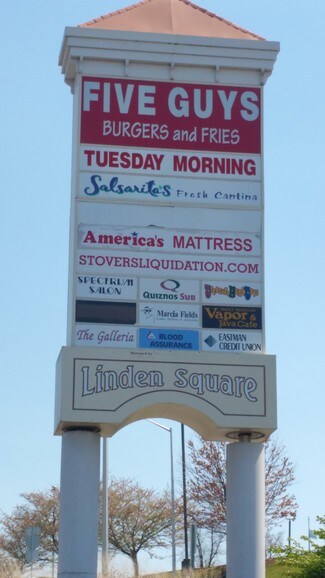 FIVE GUYS
BURGERS and FRIES
TUESDAY MORNING
Salsarita's Fresh Cantina
America's MATTRESS
STOVERSLIQUIDATION.COM
SPECTRUM
SALON
Quiznos Sub
Marda Fields
Vapor &
Java Cafe
The Galleria
BLOOD
ASSURANCE
EASTMAN
CREDIT UNION
Linden Square